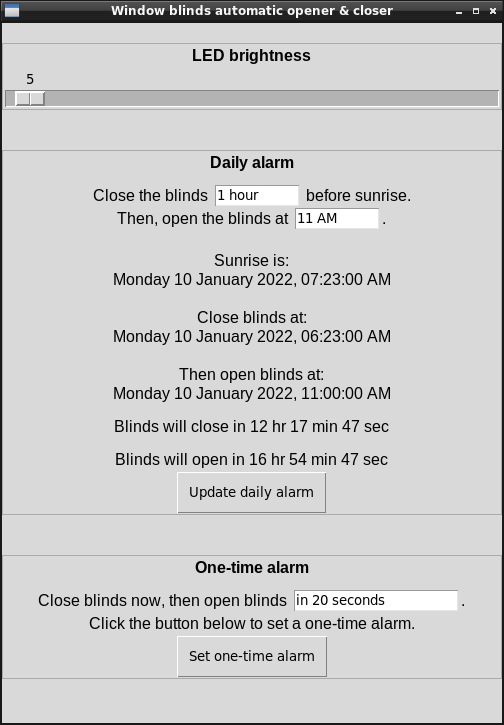 Window blinds automatic opener & closer
LED brightness
5
Daily alarm
Close the blinds 1 hour before sunrise.
Then, open the blinds at 11 AM .
Sunrise is:
Monday 10 January 2022, 07:23:00 AM
Close blinds at:
Monday 10 January 2022, 06:23:00 AM
Then open blinds at:
Monday 10 January 2022, 11:00:00 AM
Blinds will close in 12 hr 17 min 47 sec
Blinds will open in 16 hr 54 min 47 sec
Update daily alarm
One-time alarm
Close blinds now, then open blinds in 20 seconds .
Click the button below to set a one-time alarm.
Set one-time alarm